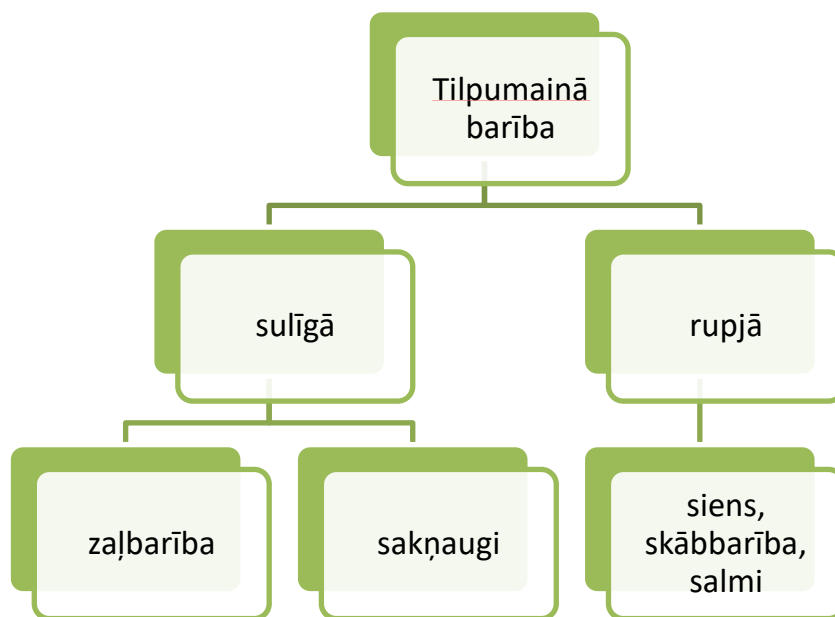 Tilpumainā
barība
sulīgā
rupjā
zaļbarība
sakņaugi
siens,
skābbarība,
salmi